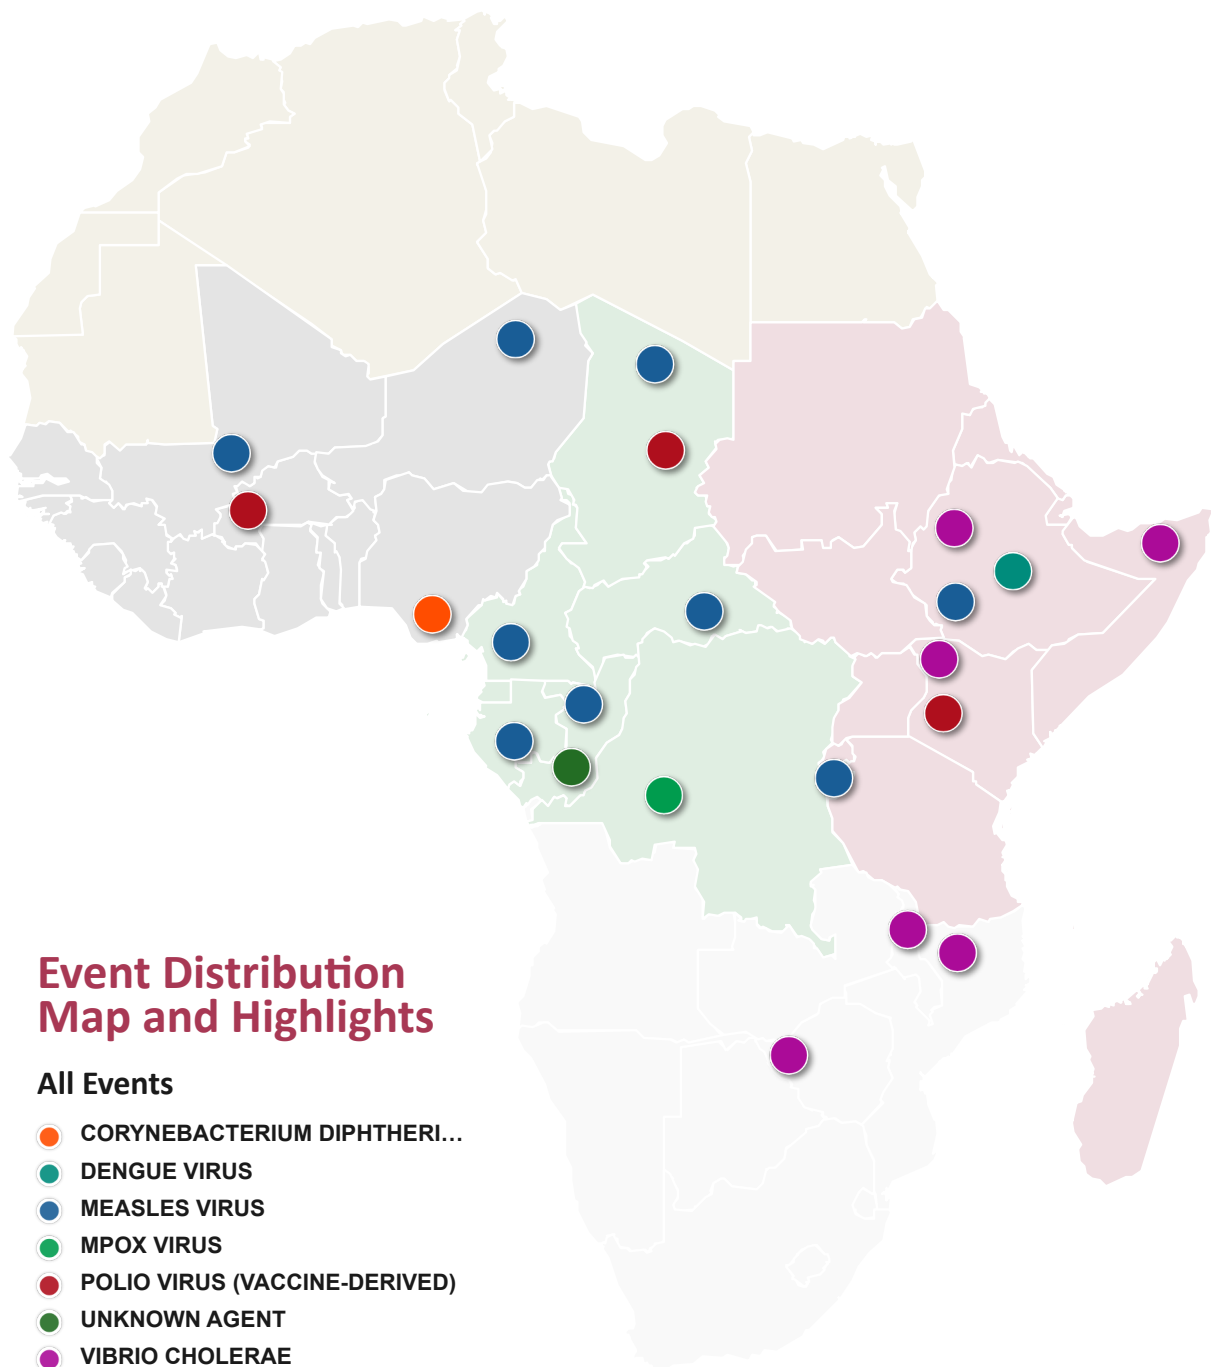 Event Distribution
Map and Highlights
All Events
CORYNEBACTERIUM DIPHTHERI...
DENGUE VIRUS
MEASLES VIRUS
MPOX VIRUS
POLIO VIRUS (VACCINE-DERIVED)
UNKNOWN AGENT
VIBRIO CHOLERAE